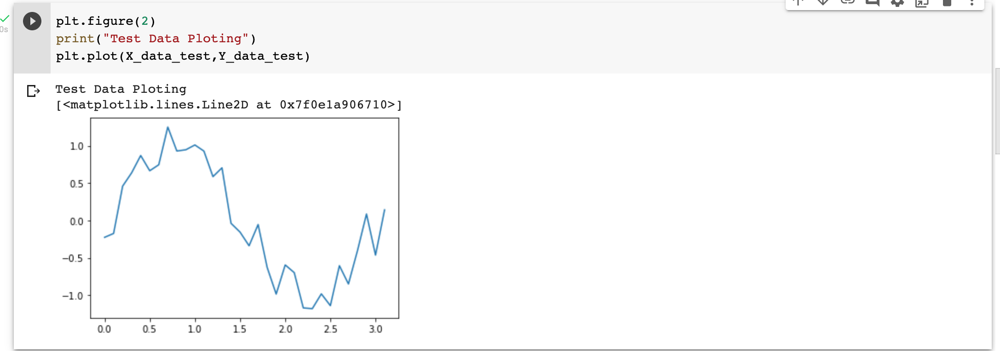 plt.figure(2)
0s
print("Test Data Ploting")
plt.plot(X_data_test,Y_data_test)
Test Data Ploting
[<matplotlib.lines.Line2D at 0x7f0e1a906710>]
1.0
0.5
0.0
−0.5
−1.0
0.0 0.5 1.0 1.5 2.0 2.5 3.0